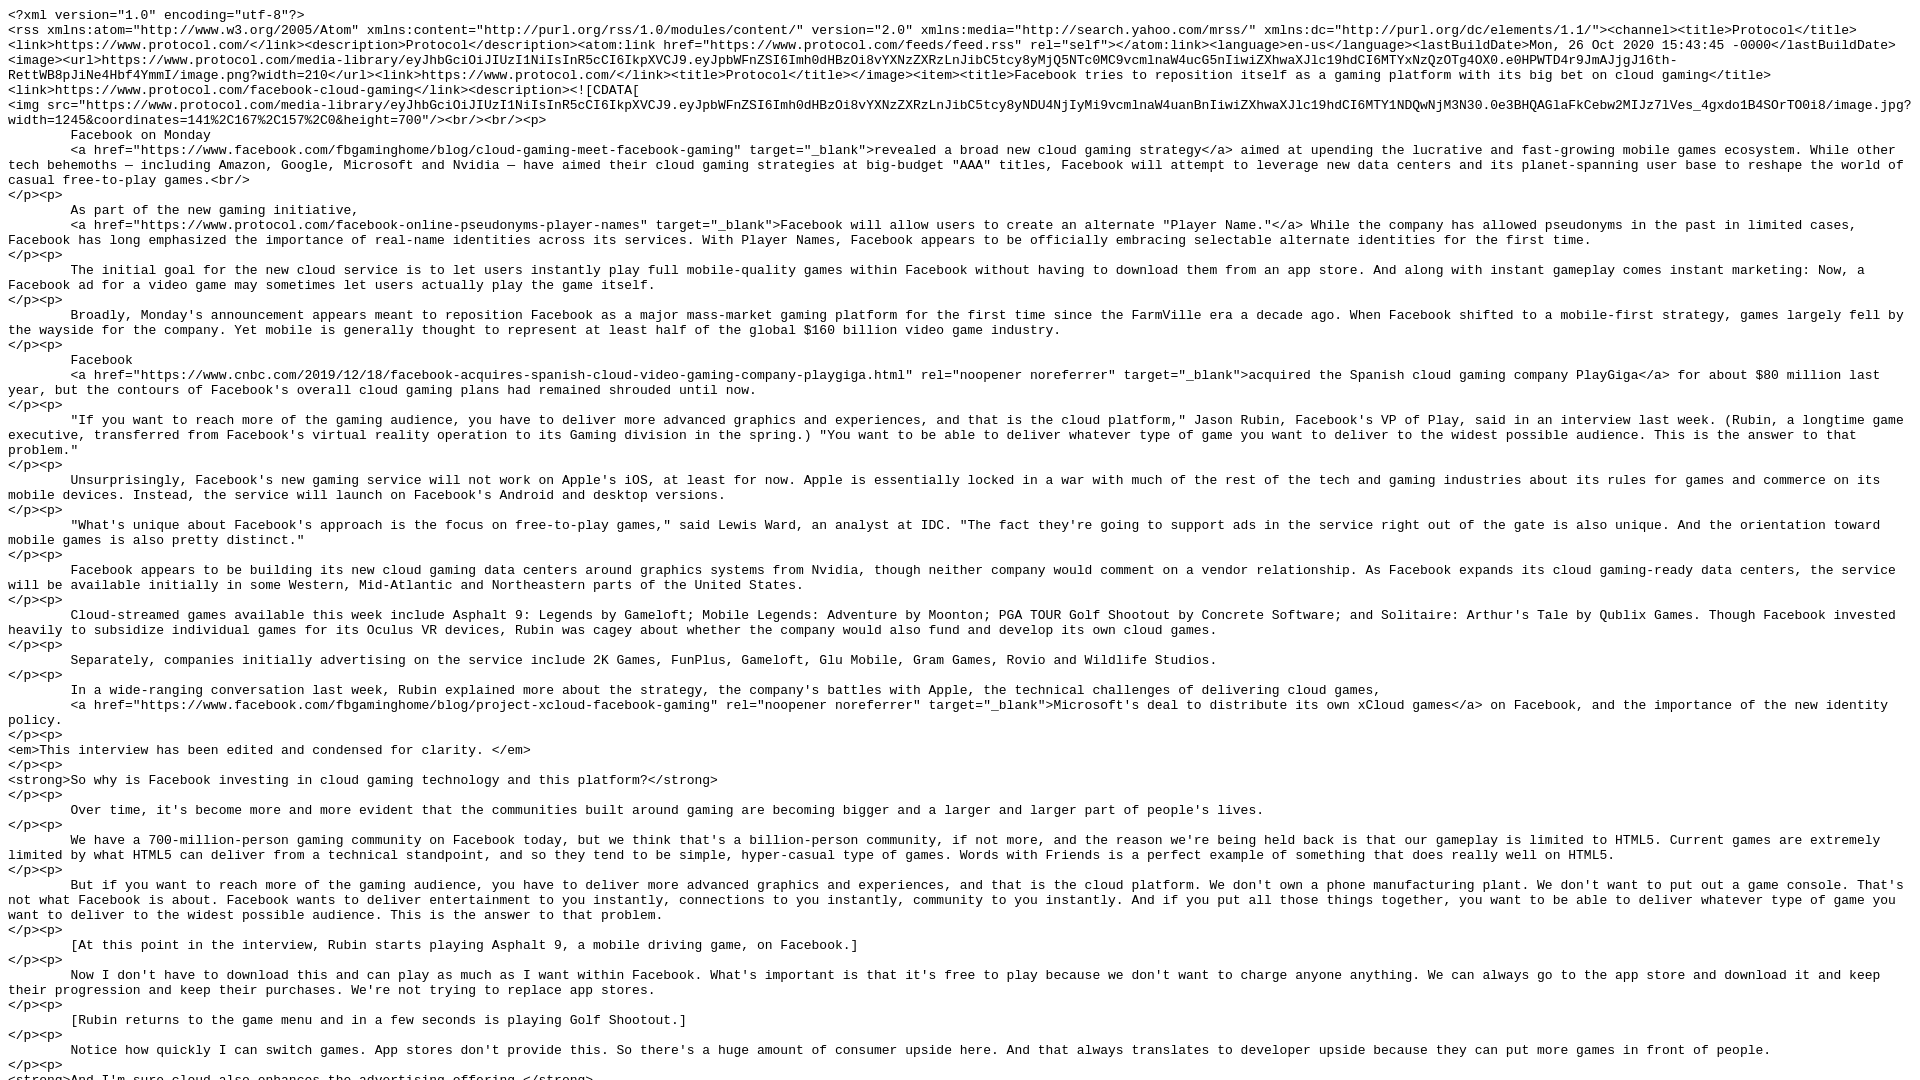 <?xml version="1.0" encoding="utf-8"?>
<rss xmlns:atom="http://www.w3.org/2005/Atom" xmlns:content="http://purl.org/rss/1.0/modules/content/" version="2.0" xmlns:media="http://search.yahoo.com/mrss/" xmlns:dc="http://purl.org/dc/elements/1.1/"><channel><title>Protocol</title>
<link>https://www.protocol.com/</link><description>Protocol</description><atom:link href="https://www.protocol.com/feeds/feed.rss" rel="self"></atom:link><language>en-us</language><lastBuildDate>Mon, 26 Oct 2020 15:43:45 -0000</lastBuildDate>
<image><url>https://www.protocol.com/media-library/eyJhbGciOiJIUzI1NiIsInR5cCI6IkpXVCJ9.eyJpbWFnZSI6Imh0dHBzOi8vYXNzZXRzLnJibC5tcy8yMjQ5NTc0MC9vcmlnaW4ucG5nIiwiZXhwaXJlc19hdCI6MTYxNzQzOTg4OX0.e0HPWTD4r9JmAJjgJ16th-
RettWB8pJiNe4Hbf4YmmI/image.png?width=210</url><link>https://www.protocol.com/</link><title>Protocol</title></image><item><title>Facebook tries to reposition itself as a gaming platform with its big bet on cloud gaming</title>
<link>https://www.protocol.com/facebook-cloud-gaming</link><description><![CDATA[
<img src="https://www.protocol.com/media-library/eyJhbGciOiJIUzI1NiIsInR5cCI6IkpXVCJ9.eyJpbWFnZSI6Imh0dHBzOi8vYXNzZXRzLnJibC5tcy8yNDU4NjIyMi9vcmlnaW4uanBnIiwiZXhwaXJlc19hdCI6MTY1NDQwNjM3N30.0e3BHQAGlaFkCebw2MIJz7lVes_4gxdo1B4SOrTO0i8/image.jpg?
width=1245&coordinates=141%2C167%2C157%2C0&height=700"/><br/><br/><p>
Facebook on Monday
<a href="https://www.facebook.com/fbgaminghome/blog/cloud-gaming-meet-facebook-gaming" target="_blank">revealed a broad new cloud gaming strategy</a> aimed at upending the lucrative and fast-growing mobile games ecosystem. While other
tech behemoths — including Amazon, Google, Microsoft and Nvidia — have aimed their cloud gaming strategies at big-budget "AAA" titles, Facebook will attempt to leverage new data centers and its planet-spanning user base to reshape the world of
casual free-to-play games.<br/>
</p><p>
As part of the new gaming initiative,
<a href="https://www.protocol.com/facebook-online-pseudonyms-player-names" target="_blank">Facebook will allow users to create an alternate "Player Name."</a> While the company has allowed pseudonyms in the past in limited cases,
Facebook has long emphasized the importance of real-name identities across its services. With Player Names, Facebook appears to be officially embracing selectable alternate identities for the first time.
</p><p>
The initial goal for the new cloud service is to let users instantly play full mobile-quality games within Facebook without having to download them from an app store. And along with instant gameplay comes instant marketing: Now, a
Facebook ad for a video game may sometimes let users actually play the game itself.
</p><p>
Broadly, Monday's announcement appears meant to reposition Facebook as a major mass-market gaming platform for the first time since the FarmVille era a decade ago. When Facebook shifted to a mobile-first strategy, games largely fell by
the wayside for the company. Yet mobile is generally thought to represent at least half of the global $160 billion video game industry.
</p><p>
Facebook
<a href="https://www.cnbc.com/2019/12/18/facebook-acquires-spanish-cloud-video-gaming-company-playgiga.html" rel="noopener noreferrer" target="_blank">acquired the Spanish cloud gaming company PlayGiga</a> for about $80 million last
year, but the contours of Facebook's overall cloud gaming plans had remained shrouded until now.
</p><p>
"If you want to reach more of the gaming audience, you have to deliver more advanced graphics and experiences, and that is the cloud platform," Jason Rubin, Facebook's VP of Play, said in an interview last week. (Rubin, a longtime game
executive, transferred from Facebook's virtual reality operation to its Gaming division in the spring.) "You want to be able to deliver whatever type of game you want to deliver to the widest possible audience. This is the answer to that
problem."
</p><p>
Unsurprisingly, Facebook's new gaming service will not work on Apple's iOS, at least for now. Apple is essentially locked in a war with much of the rest of the tech and gaming industries about its rules for games and commerce on its
mobile devices. Instead, the service will launch on Facebook's Android and desktop versions.
</p><p>
"What's unique about Facebook's approach is the focus on free-to-play games," said Lewis Ward, an analyst at IDC. "The fact they're going to support ads in the service right out of the gate is also unique. And the orientation toward
mobile games is also pretty distinct."
</p><p>
Facebook appears to be building its new cloud gaming data centers around graphics systems from Nvidia, though neither company would comment on a vendor relationship. As Facebook expands its cloud gaming-ready data centers, the service
will be available initially in some Western, Mid-Atlantic and Northeastern parts of the United States.
</p><p>
Cloud-streamed games available this week include Asphalt 9: Legends by Gameloft; Mobile Legends: Adventure by Moonton; PGA TOUR Golf Shootout by Concrete Software; and Solitaire: Arthur's Tale by Qublix Games. Though Facebook invested
heavily to subsidize individual games for its Oculus VR devices, Rubin was cagey about whether the company would also fund and develop its own cloud games.
</p><p>
Separately, companies initially advertising on the service include 2K Games, FunPlus, Gameloft, Glu Mobile, Gram Games, Rovio and Wildlife Studios.
</p><p>
In a wide-ranging conversation last week, Rubin explained more about the strategy, the company's battles with Apple, the technical challenges of delivering cloud games,
<a href="https://www.facebook.com/fbgaminghome/blog/project-xcloud-facebook-gaming" rel="noopener noreferrer" target="_blank">Microsoft's deal to distribute its own xCloud games</a> on Facebook, and the importance of the new identity
policy.
</p><p>
<em>This interview has been edited and condensed for clarity. </em>
</p><p>
<strong>So why is Facebook investing in cloud gaming technology and this platform?</strong>
</p><p>
Over time, it's become more and more evident that the communities built around gaming are becoming bigger and a larger and larger part of people's lives.
</p><p>
We have a 700-million-person gaming community on Facebook today, but we think that's a billion-person community, if not more, and the reason we're being held back is that our gameplay is limited to HTML5. Current games are extremely
limited by what HTML5 can deliver from a technical standpoint, and so they tend to be simple, hyper-casual type of games. Words with Friends is a perfect example of something that does really well on HTML5.
</p><p>
But if you want to reach more of the gaming audience, you have to deliver more advanced graphics and experiences, and that is the cloud platform. We don't own a phone manufacturing plant. We don't want to put out a game console. That's
not what Facebook is about. Facebook wants to deliver entertainment to you instantly, connections to you instantly, community to you instantly. And if you put all those things together, you want to be able to deliver whatever type of game you
want to deliver to the widest possible audience. This is the answer to that problem.
</p><p>
[At this point in the interview, Rubin starts playing Asphalt 9, a mobile driving game, on Facebook.]
</p><p>
Now I don't have to download this and can play as much as I want within Facebook. What's important is that it's free to play because we don't want to charge anyone anything. We can always go to the app store and download it and keep
their progression and keep their purchases. We're not trying to replace app stores.
</p><p>
[Rubin returns to the game menu and in a few seconds is playing Golf Shootout.]
</p><p>
Notice how quickly I can switch games. App stores don't provide this. So there's a huge amount of consumer upside here. And that always translates to developer upside because they can put more games in front of people.
</p><p>
<strong>And I'm sure cloud also enhances the advertising offering.</strong>